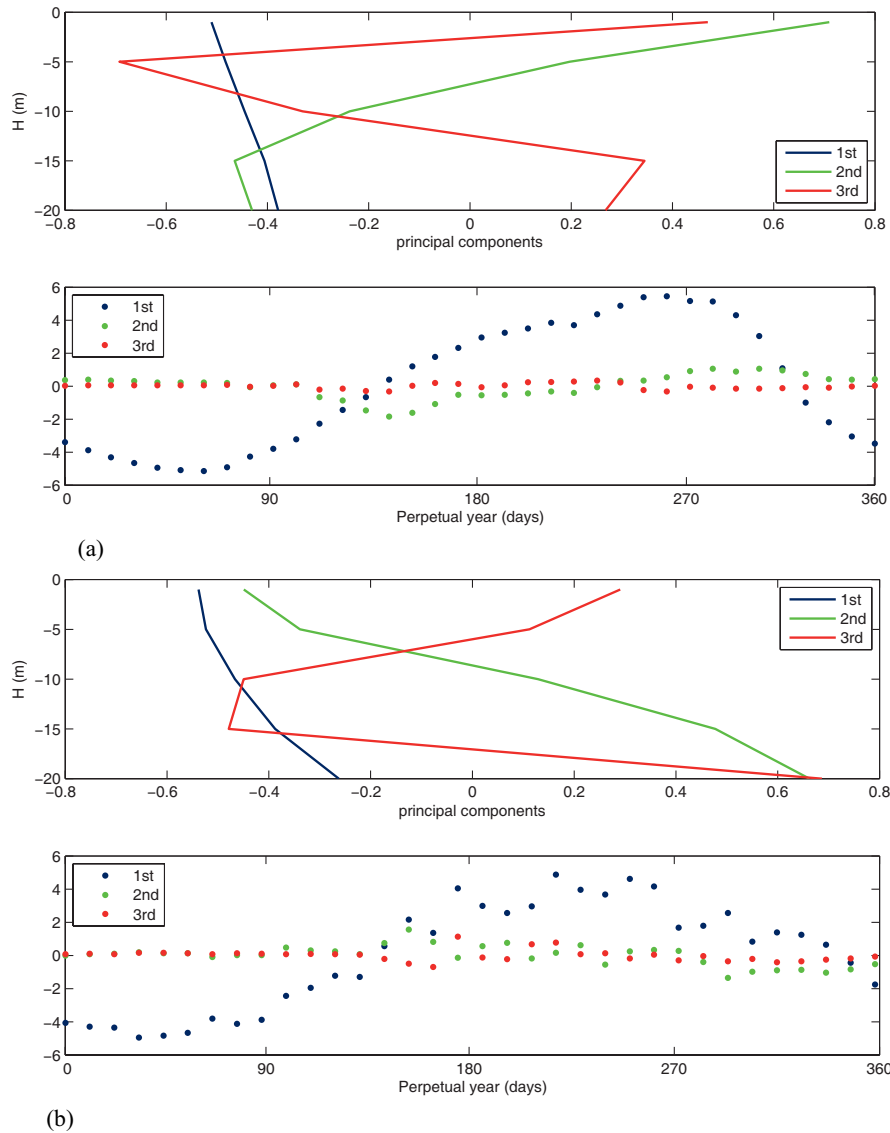 0
−5
−10
−15
−20
H (m)
1st
2nd
3rd
−0.8 −0.6 −0.4 −0.2 0 0.2 0.4 0.6 0.8
principal components
6
4
2
0
−2
−4
−6
1st
2nd
3rd
0 90 180 270 360
Perpetual year (days)
(a)
0
−5
−10
−15
−20
H (m)
1st
2nd
3rd
−0.8 −0.6 −0.4 −0.2 0 0.2 0.4 0.6 0.8
principal components
6
4
2
0
−2
−4
−6
1st
2nd
3rd
0 90 180 270 360
Perpetual year (days)
(b)